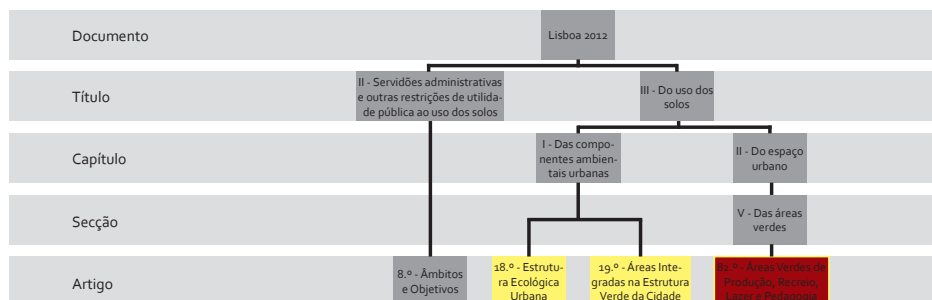 Documento
Lisboa 2012
Título
II - Servidões administrativas
e outras restrições de utilida-
de pública ao uso dos solos
III - Do uso dos
solos
Capítulo
I - Das compo-
nentes ambien-
tais urbanas
II - Do espaço
urbano
Secção
V - Das áreas
verdes
Artigo
8.º - Âmbitos
e Objetivos
18.º - Estrutu-
ra Ecológica
Urbana
19.º - Áreas Inte-
gradas na Estrutura
Verde da Cidade
82.º - Áreas Verdes de
Produção, Recreio,
Lazer e Pedagogia